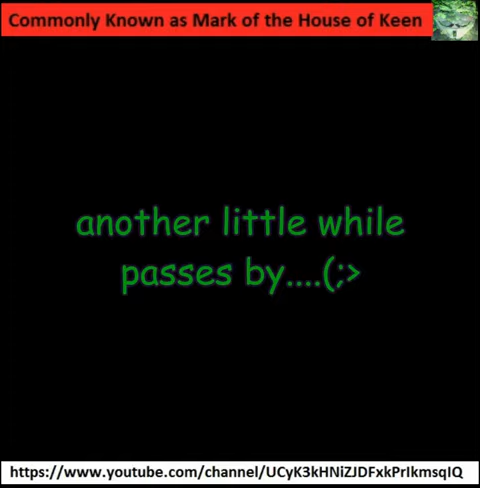 Commonly Known as Mark of the House of Keen
another little while
passes by....(;>
https://www.youtube.com/channel/UCyK3kHNiZJDFxkPrIkmsqIQ